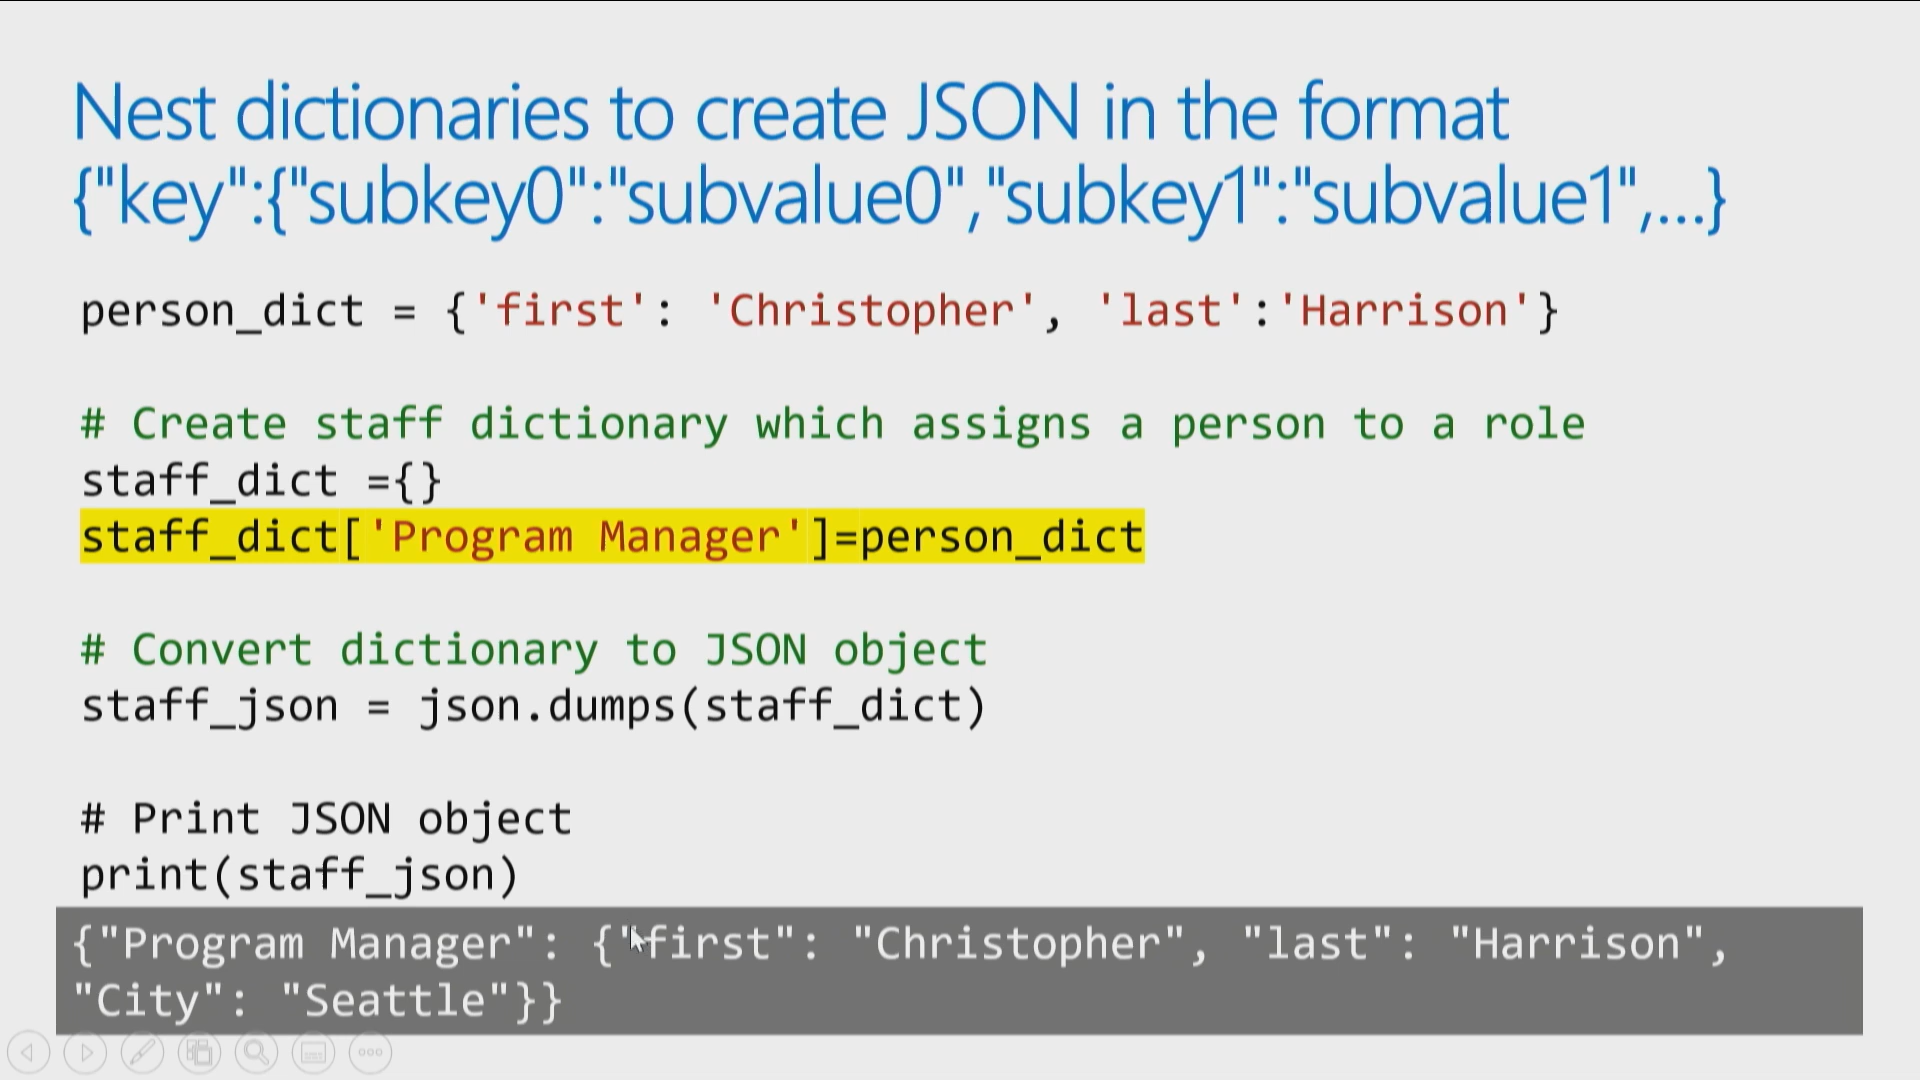 Nest dictionaries to create JSON in the format
{"key":{"subkey0":"subvalue0","subkey1":"subvalue1",...}
person_dict = {'first': 'Christopher', 'last':'Harrison'}
# Create staff dictionary which assigns a person to a role
staff_dict ={}
staff_dict['Program Manager']=person_dict
# Convert dictionary to JSON object
staff_json = json.dumps(staff_dict)
# Print JSON object
print(staff_json)
{"Program Manager": {"first": "Christopher", "last": "Harrison",
"City": "Seattle"}}